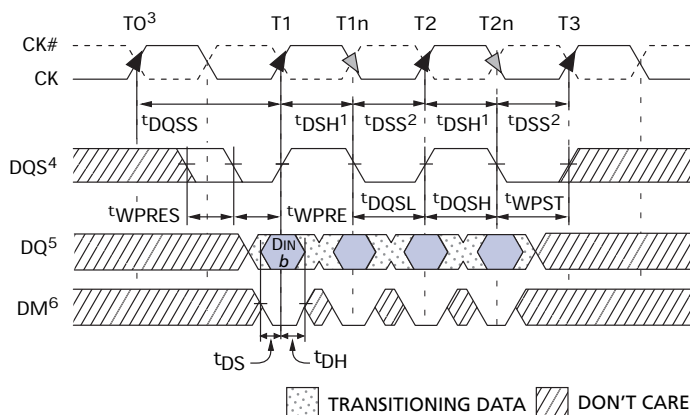 T0³ T1 T1n T2 T2n T3
CK#
CK
tDQSS tDSH¹ tDSS² tDSH¹ tDSS²
DQS⁴
tWPRES tWPRE tDQSL tDQSH tWPST
DQ⁵
DIN
b
DM⁶
tDS tDH
TRANSITIONING DATA DON'T CARE